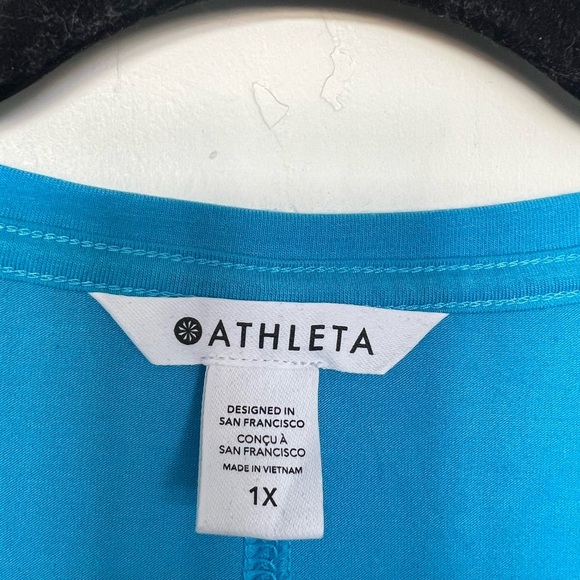 ATHLETA
DESIGNED IN
SAN FRANCISCO
CONÇU À
SAN FRANCISCO
MADE IN VIETNAM
1X